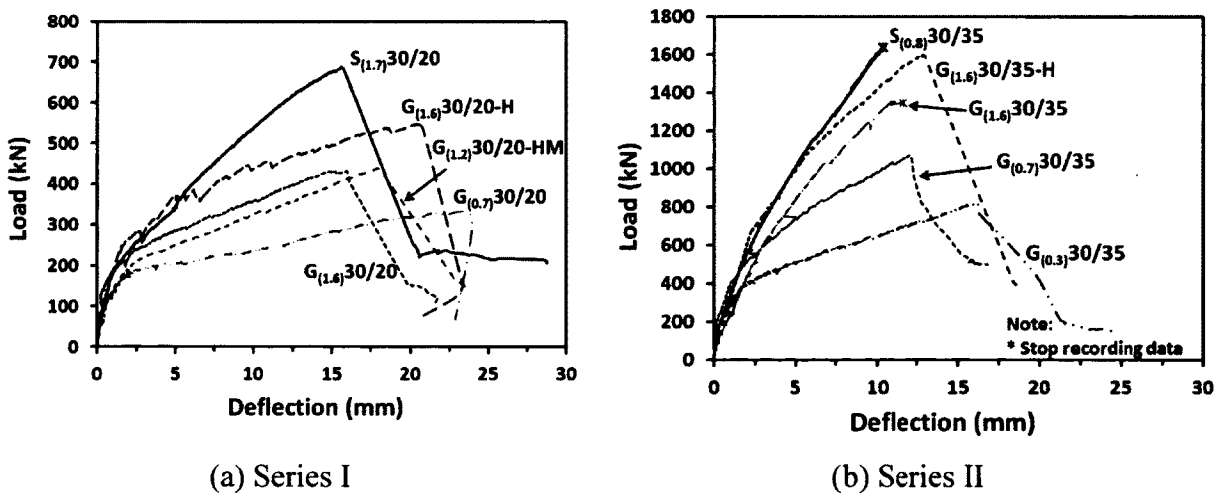 800
700
600
500
400
300
200
100
0
Load (kN)
S(1.7)30/20
G(1.6)30/20-H
G(1.2)30/20-HM
G(0.7)30/20
G(1.6)30/20
0 5 10 15 20 25 30
Deflection (mm)
(a) Series I
1800
1600
1400
1200
1000
800
600
400
200
0
Load (kN)
S(0.8)30/35
G(1.6)30/35-H
G(1.6)30/35
G(0.7)30/35
G(0.3)30/35
Note:
* Stop recording data
0 5 10 15 20 25 30
Deflection (mm)
(b) Series II